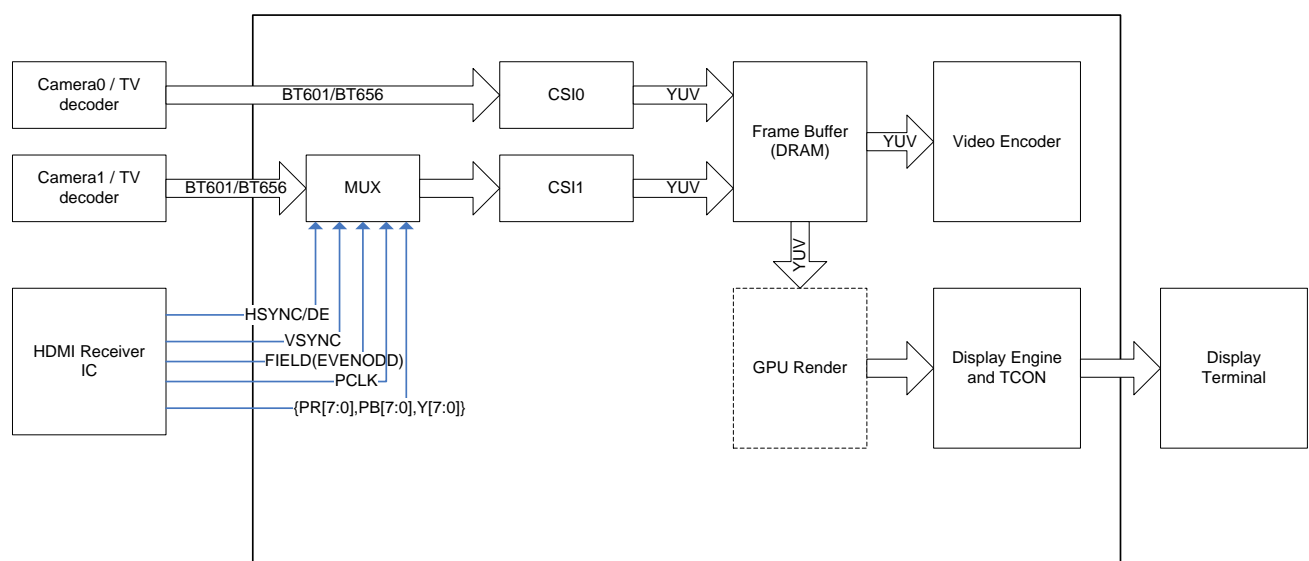 Camera0 / TV
decoder
BT601/BT656
CSI0
YUV
Frame Buffer
(DRAM)
YUV
Video Encoder
Camera1 / TV
decoder
BT601/BT656
MUX
CSI1
YUV
YUV
HDMI Receiver
IC
HSYNC/DE
VSYNC
FIELD(EVENODD)
PCLK
{PR[7:0],PB[7:0],Y[7:0]}
GPU Render
Display Engine
and TCON
Display
Terminal